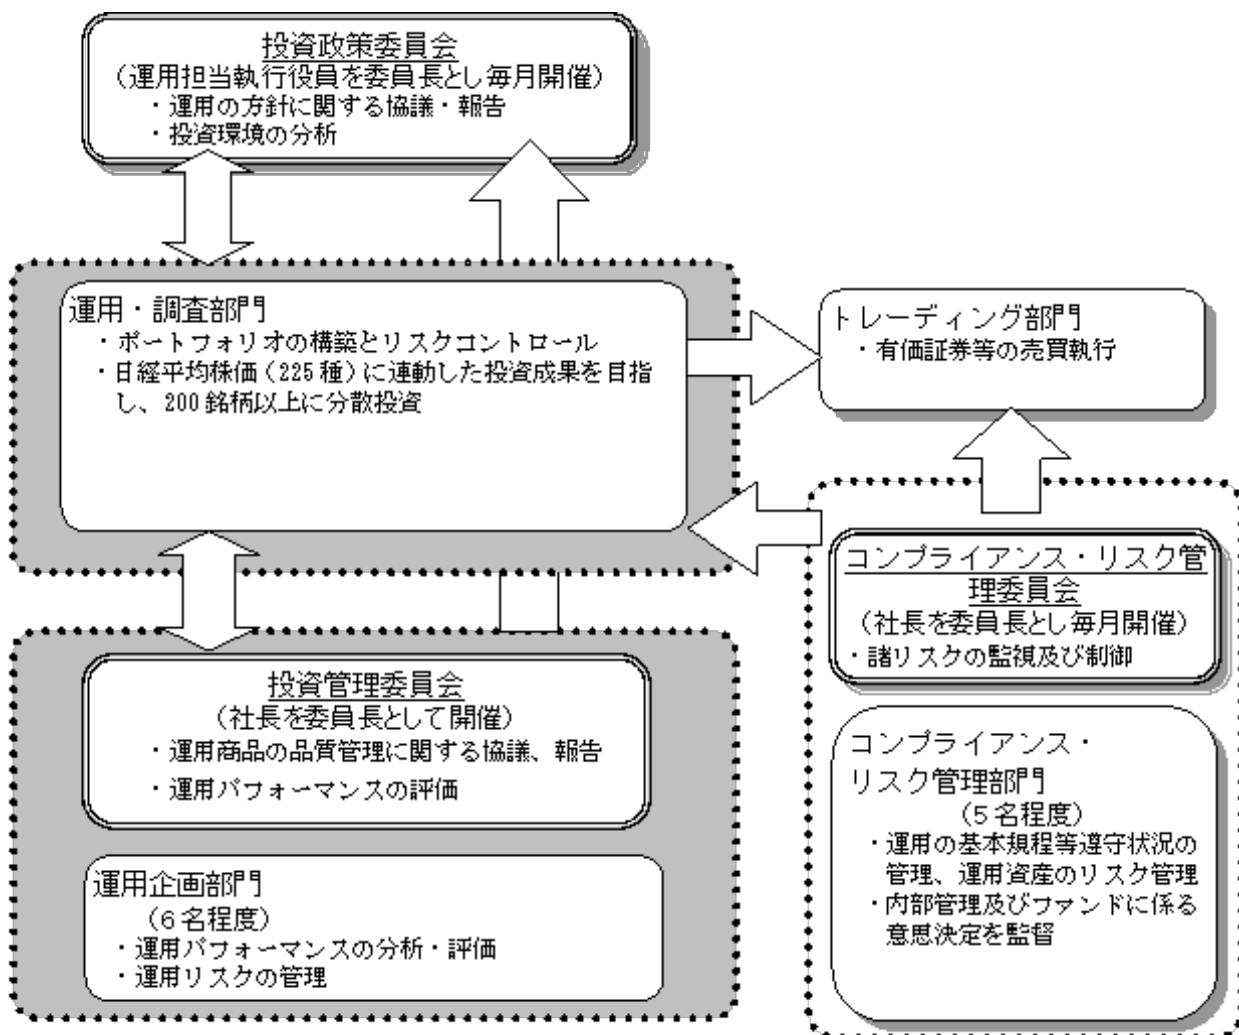 投資政策委員会
(運用担当執行役員を委員長とし毎月開催)
・運用の方針に関する協議・報告
・投資環境の分析
運用・調査部門
・ポートフォリオの構築とリスクコントロール
・日経平均株価(225種)に連動した投資成果を目指
し、200銘柄以上に分散投資
トレーディング部門
・有価証券等の売買執行
コンプライアンス・リスク管
理委員会
(社長を委員長とし毎月開催)
・諸リスクの監視及び制御
投資管理委員会
(社長を委員長として開催)
・運用商品の品質管理に関する協議、報告
・運用パフォーマンスの評価
コンプライアンス・
リスク管理部門
(5名程度)
・運用の基本規程等遵守状況の
管理、運用資産のリスク管理
・内部管理及びファンドに係る
意思決定を監督
運用企画部門
(6名程度)
・運用パフォーマンスの分析・評価
・運用リスクの管理